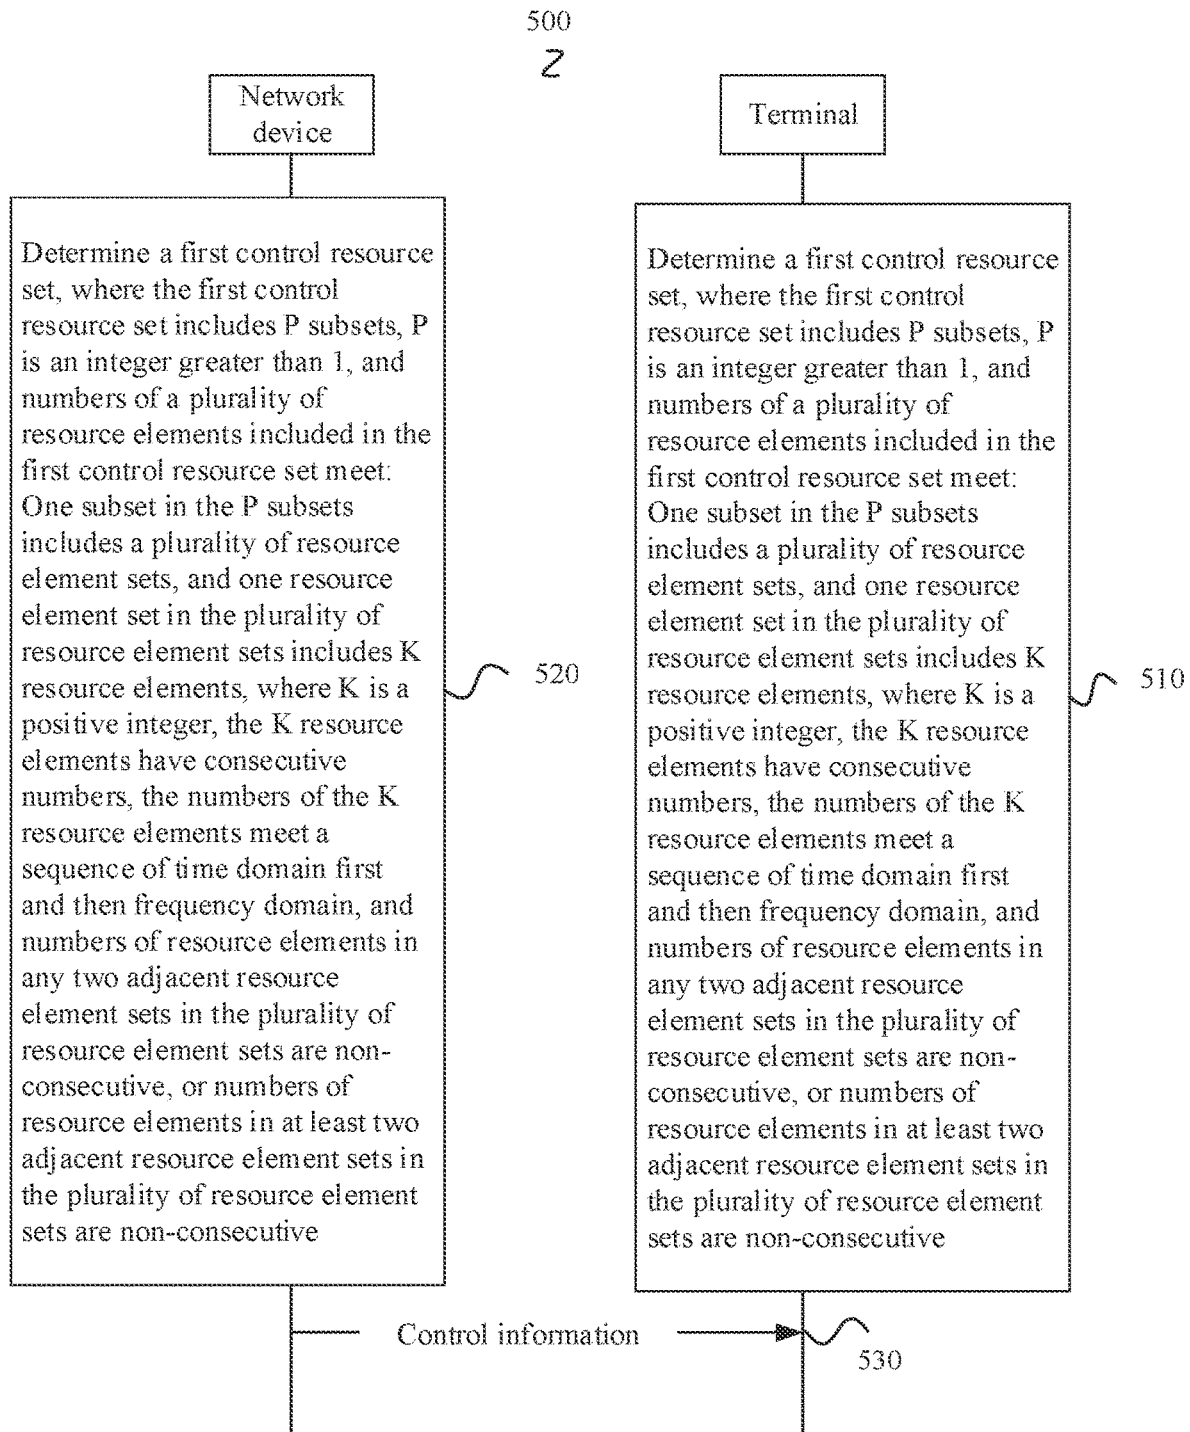 500
Network
device
Terminal
Determine a first control resource
set, where the first control
resource set includes P subsets, P
is an integer greater than 1, and
numbers of a plurality of
resource elements included in the
first control resource set meet:
One subset in the P subsets
includes a plurality of resource
element sets, and one resource
element set in the plurality of
resource element sets includes K
resource elements, where K is a
positive integer, the K resource
elements have consecutive
numbers, the numbers of the K
resource elements meet a
sequence of time domain first
and then frequency domain, and
numbers of resource elements in
any two adjacent resource
element sets in the plurality of
resource element sets are non-
consecutive, or numbers of
resource elements in at least two
adjacent resource element sets in
the plurality of resource element
sets are non-consecutive
520
Determine a first control resource
set, where the first control
resource set includes P subsets, P
is an integer greater than 1, and
numbers of a plurality of
resource elements included in the
first control resource set meet:
One subset in the P subsets
includes a plurality of resource
element sets, and one resource
element set in the plurality of
resource element sets includes K
resource elements, where K is a
positive integer, the K resource
elements have consecutive
numbers, the numbers of the K
resource elements meet a
sequence of time domain first
and then frequency domain, and
numbers of resource elements in
any two adjacent resource
element sets in the plurality of
resource element sets are non-
consecutive, or numbers of
resource elements in at least two
adjacent resource element sets in
the plurality of resource element
sets are non-consecutive
510
Control information
530